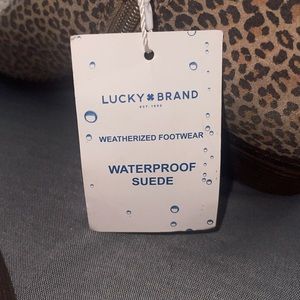 LUCKY BRAND
EST. 1990
WEATHERIZED FOOTWEAR
WATERPROOF
SUEDE